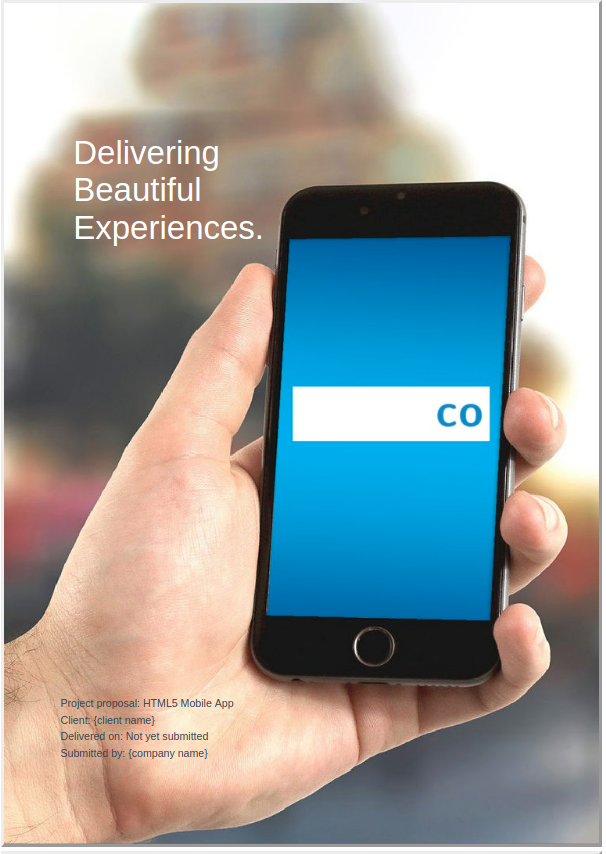 Delivering
Beautiful
Experiences.
co
Project proposal: HTML5 Mobile App
Client: {client name}
Delivered on: Not yet submitted
Submitted by: {company name}